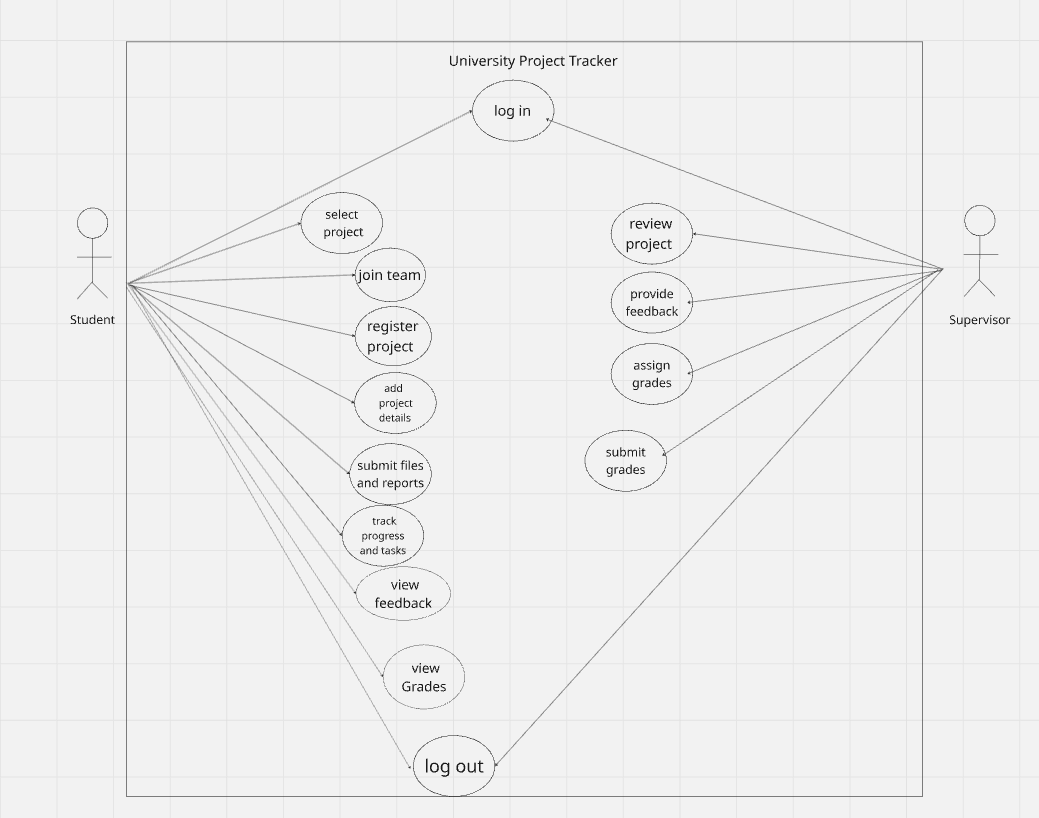 University Project Tracker
log in
Student
select
project
join team
register
project
add
project
details
submit files
and reports
track
progress
and tasks
view
feedback
view
Grades
log out
review
project
provide
feedback
assign
grades
submit
grades
Supervisor